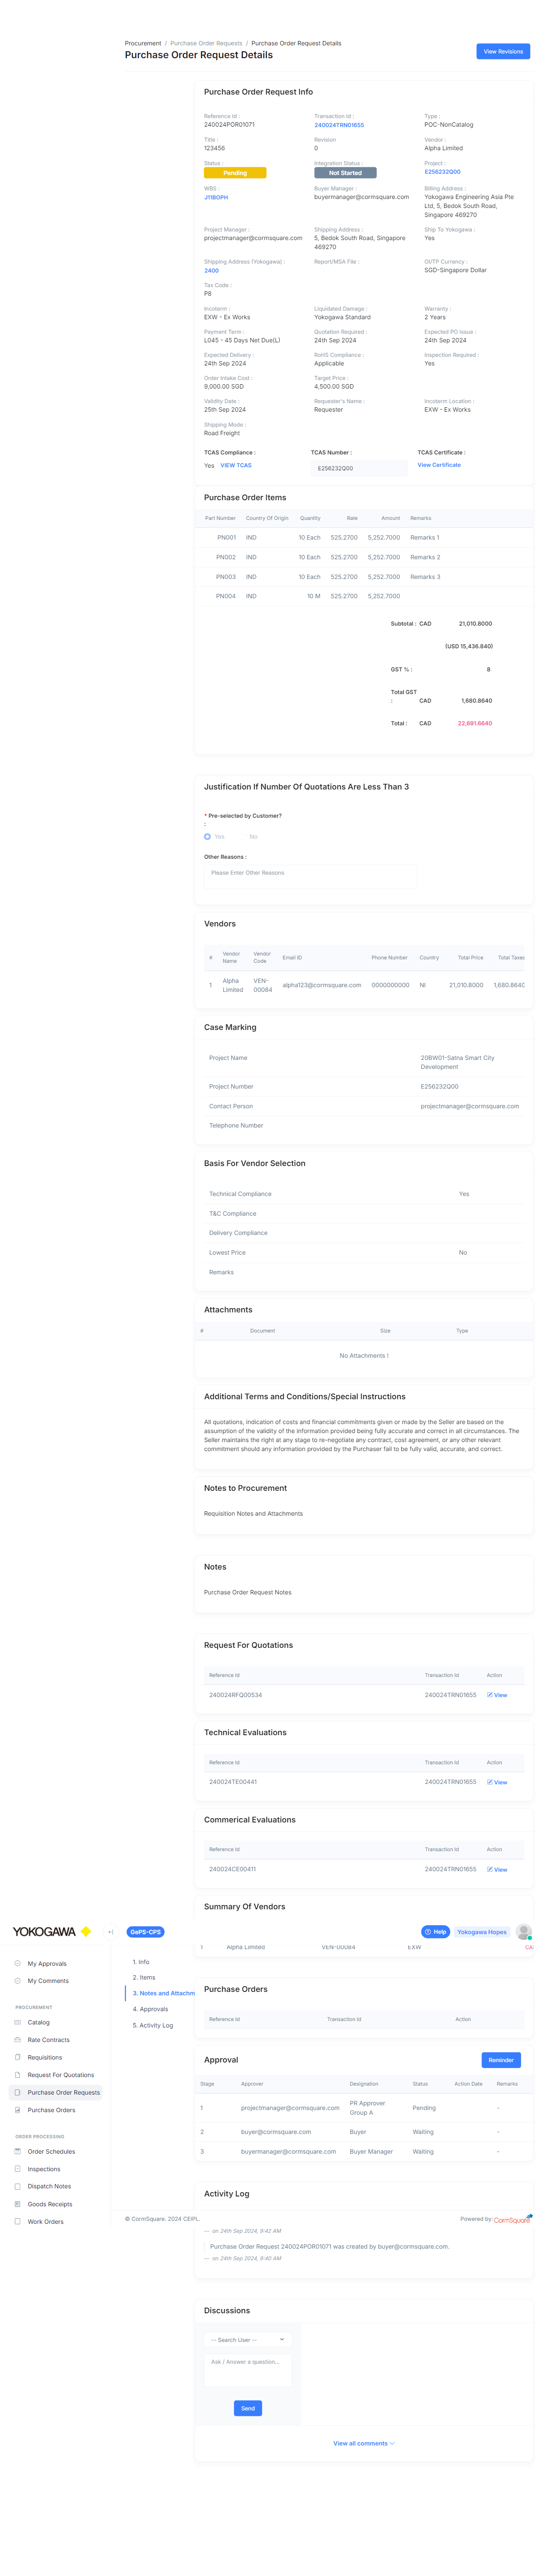 Procurement / Purchase Order Requests / Purchase Order Request Details
Purchase Order Request Details
View Revisions
Purchase Order Request Info
Reference Id : Transaction Id : Type :
240024POR01071 240024TRN01655 POC-NonCatalog
Title : Revision Vendor :
123456 0 Alpha Limited
Status : Integration Status : Project :
Pending Not Started E256232Q00
WBS : Buyer Manager : Billing Address :
J11BOPH buyermanager@cormsquare.com Yokogawa Engineering Asia Pte
Ltd, 5, Bedok South Road,
Singapore 469270
Project Manager : Shipping Address : Ship To Yokogawa :
projectmanager@cormsquare.com 5, Bedok South Road, Singapore Yes
469270
Shipping Address (Yokogawa) : Report/MSA File : OUTP Currency :
2400 SGD-Singapore Dollar
Tax Code :
P8
Incoterm : Liquidated Damage : Warranty :
EXW - Ex Works Yokogawa Standard 2 Years
Payment Term : Quotation Required : Expected PO Issue :
L045 - 45 Days Net Due(L) 24th Sep 2024 24th Sep 2024
Expected Delivery : RoHS Compliance : Inspection Required :
24th Sep 2024 Applicable Yes
Order Intake Cost : Target Price :
9,000.00 SGD 4,500.00 SGD
Validity Date : Requester's Name : Incoterm Location :
25th Sep 2024 Requester EXW - Ex Works
Shipping Mode :
Road Freight
TCAS Compliance : TCAS Number : TCAS Certificate :
Yes VIEW TCAS E256232Q00 View Certificate
Purchase Order Items
Part Number Country Of Origin Quantity Rate Amount Remarks
PN001 IND 10 Each 525.2700 5,252.7000 Remarks 1
PN002 IND 10 Each 525.2700 5,252.7000 Remarks 2
PN003 IND 10 Each 525.2700 5,252.7000 Remarks 3
PN004 IND 10 M 525.2700 5,252.7000
Subtotal : CAD 21,010.8000
(USD 15,436.840)
GST % : 8
Total GST
: CAD 1,680.8640
Total : CAD 22,691.6640
Justification If Number Of Quotations Are Less Than 3
* Pre-selected by Customer?
:
Yes No
Other Reasons :
Please Enter Other Reasons
Vendors
# Vendor Name Vendor Code Email ID Phone Number Country Total Price Total Taxes
1 Alpha Limited VEN-00084 alpha123@cormsquare.com 0000000000 NI 21,010.8000 1,680.8640
Case Marking
Project Name 20BW01-Satna Smart City
Development
Project Number E256232Q00
Contact Person projectmanager@cormsquare.com
Telephone Number
Basis For Vendor Selection
Technical Compliance Yes
T&C Compliance
Delivery Compliance
Lowest Price No
Remarks
Attachments
# Document Size Type
No Attachments !
Additional Terms and Conditions/Special Instructions
All quotations, indication of costs and financial commitments given or made by the Seller are based on the
assumption of the validity of the information provided being fully accurate and correct in all circumstances. The
Seller maintains the right at any stage to re-negotiate any contract, cost agreement, or any other relevant
commitment should any information provided by the Purchaser fail to be fully valid, accurate, and correct.
Notes to Procurement
Requisition Notes and Attachments
Notes
Purchase Order Request Notes
Request For Quotations
Reference Id Transaction Id Action
240024RFQ00534 240024TRN01655 View
Technical Evaluations
Reference Id Transaction Id Action
240024TE00441 240024TRN01655 View
Commerical Evaluations
Reference Id Transaction Id Action
240024CE00411 240024TRN01655 View
Summary Of Vendors
YOKOGAWA
GePS-CPS
Help
Yokogawa Hopes
1 Alpha Limited VEN-00084 EXW CA
My Approvals
My Comments
PROCUREMENT
Catalog
Rate Contracts
Requisitions
Request For Quotations
Purchase Order Requests
Purchase Orders
ORDER PROCESSING
Order Schedules
Inspections
Dispatch Notes
Goods Receipts
Work Orders
1. Info
2. Items
3. Notes and Attachm
4. Approvals
5. Activity Log
Purchase Orders
Reference Id Transaction Id Action
Approval
Reminder
Stage Approver Designation Status Action Date Remarks
1 projectmanager@cormsquare.com PR Approver Group A Pending -
2 buyer@cormsquare.com Buyer Waiting -
3 buyermanager@cormsquare.com Buyer Manager Waiting -
Activity Log
© CormSquare. 2024 CEIPL.
Powered by: CormSquare
— on 24th Sep 2024, 9:42 AM
Purchase Order Request 240024POR01071 was created by buyer@cormsquare.com.
— on 24th Sep 2024, 9:40 AM
Discussions
-- Search User --
Ask / Answer a question...
Send
View all comments